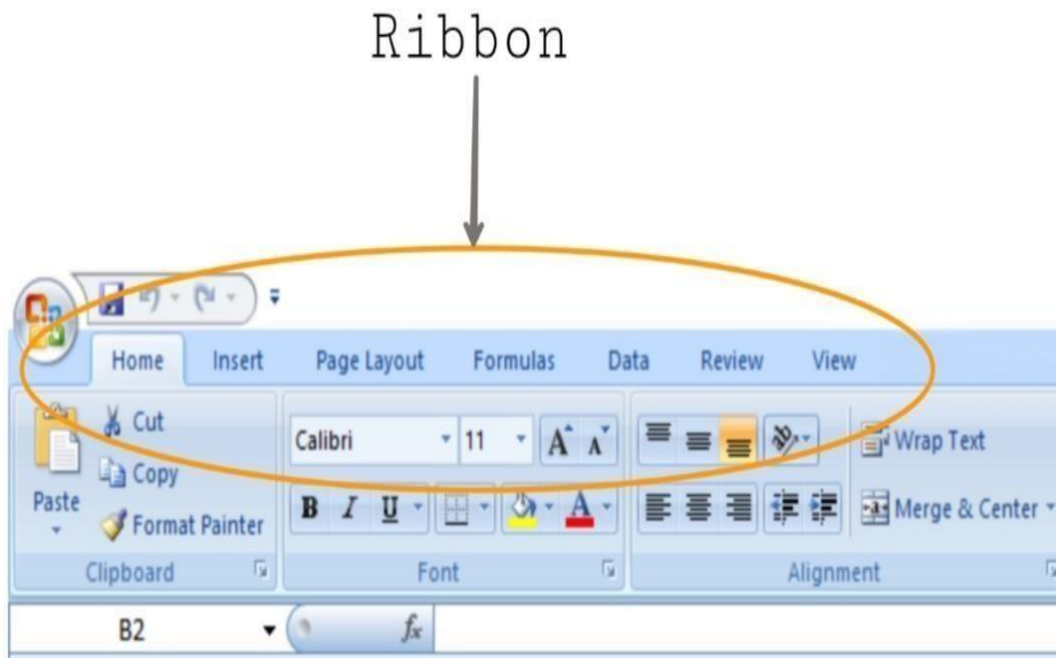 Ribbon
Home Insert Page Layout Formulas Data Review View
Cut
Calibri 11 A A
Wrap Text
Copy
Paste
Format Painter
B I U A
Merge & Center
Clipboard Font Alignment
B2 fx